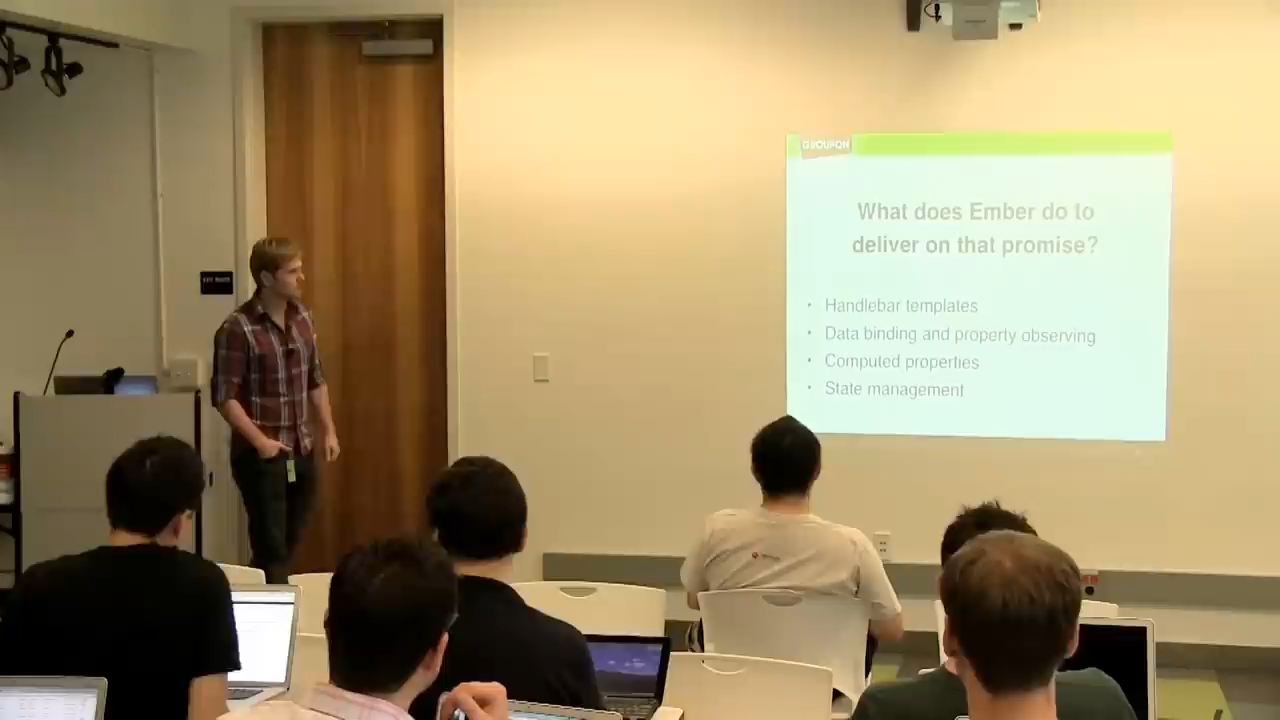 GROUPON
What does Ember do to
deliver on that promise?
• Handlebar templates
• Data binding and property observing
• Computed properties
• State management